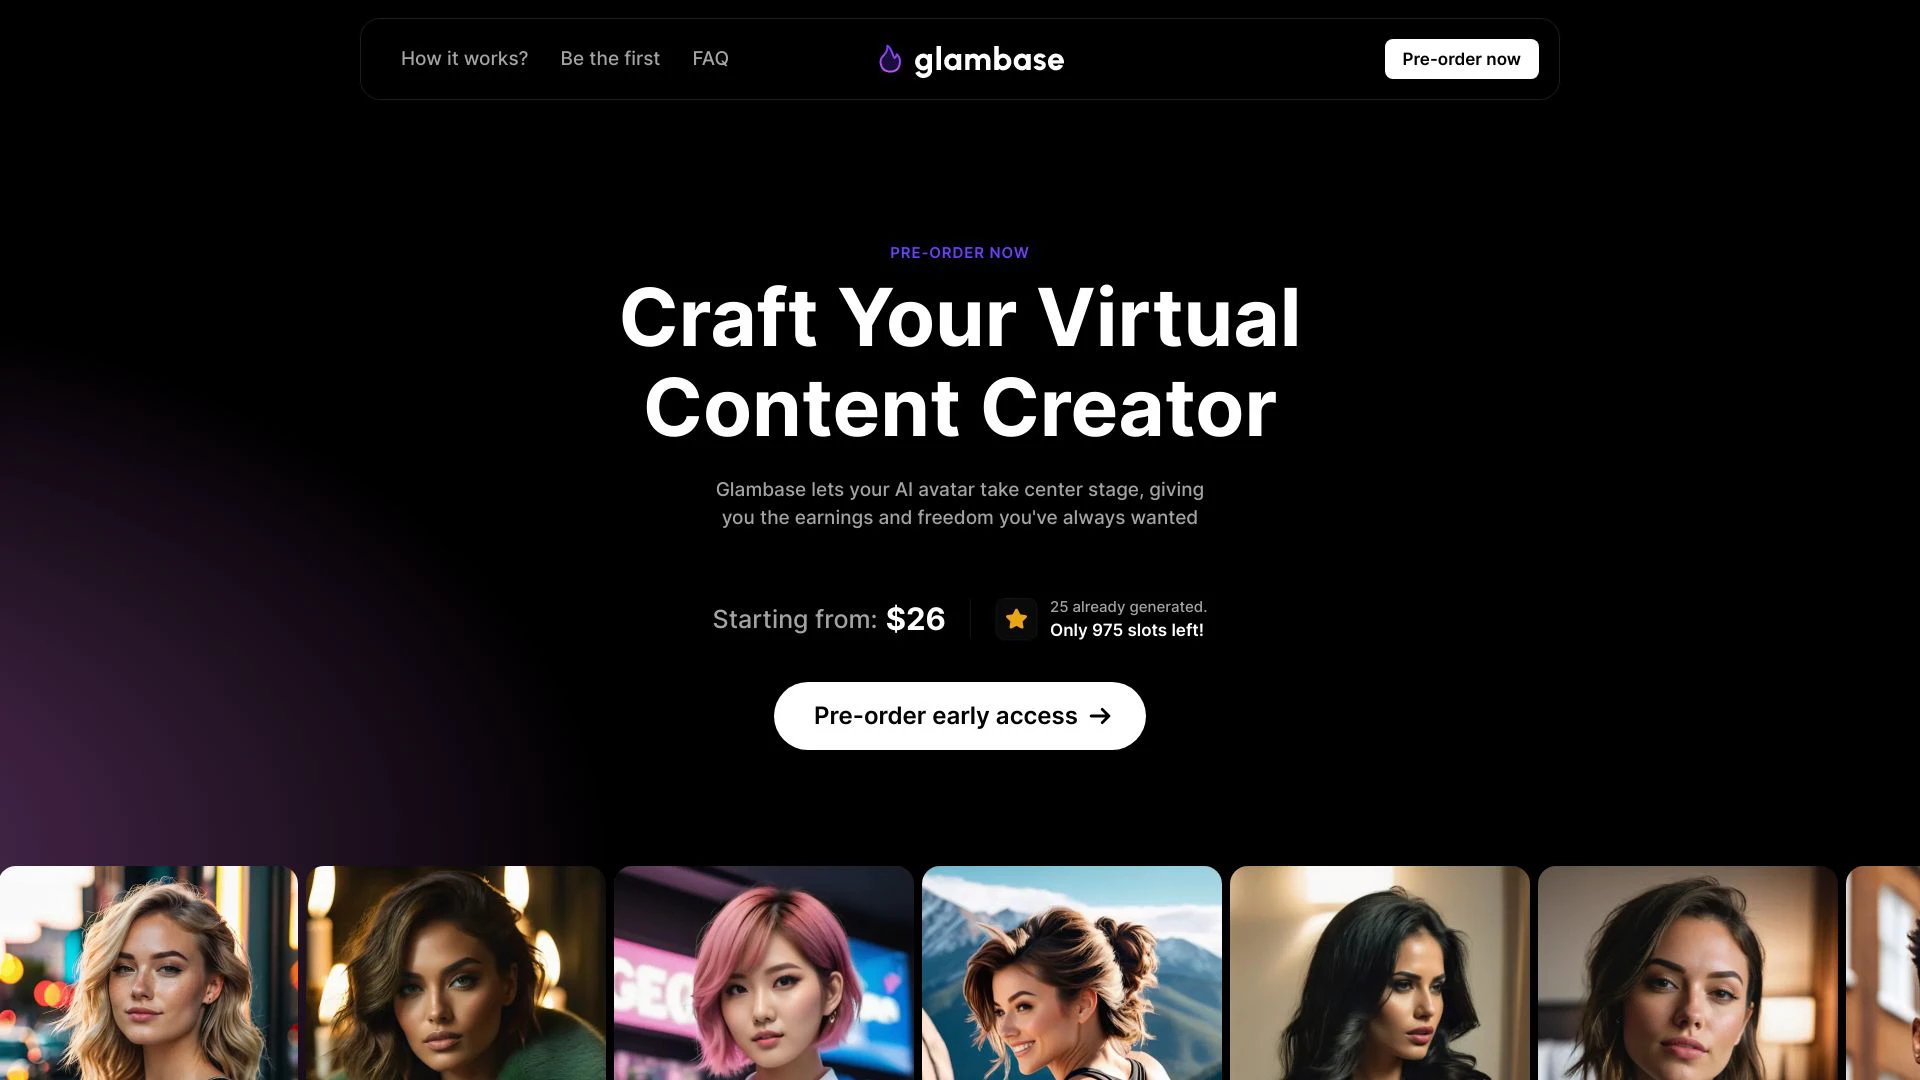 How it works?
Be the first
FAQ
glambase
Pre-order now
PRE-ORDER NOW
Craft Your Virtual
Content Creator
Glambase lets your AI avatar take center stage, giving
you the earnings and freedom you've always wanted
Starting from: $26
25 already generated.
Only 975 slots left!
Pre-order early access